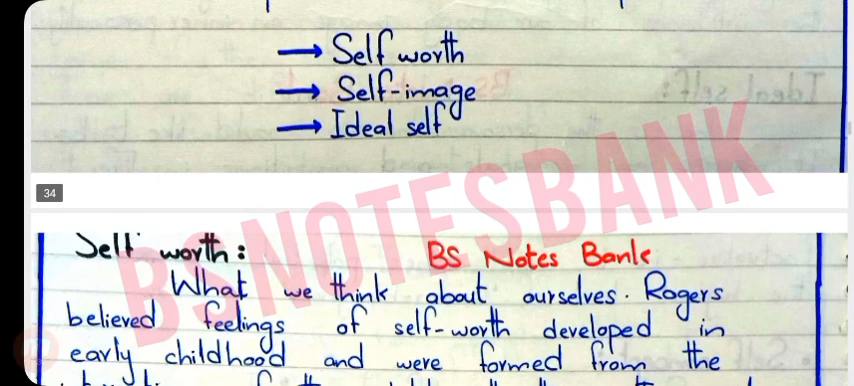 → Self worth
→ Self-image
→ Ideal self
34
BSNOTESBANK
Self worth:
BS Notes Bank
What we think about ourselves. Rogers
believed feelings of self-worth developed in
early childhood and were formed from the